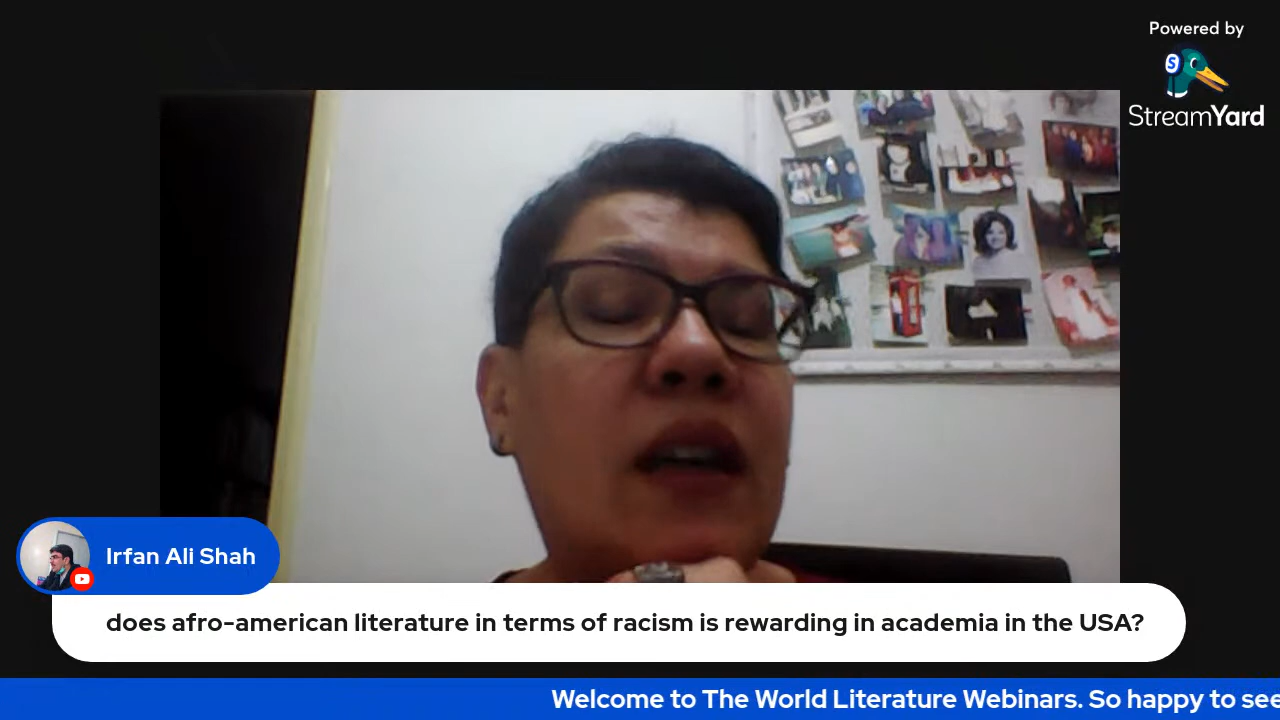 Powered by
StreamYard
Irfan Ali Shah
does afro-american literature in terms of racism is rewarding in academia in the USA?
Welcome to The World Literature Webinars. So happy to see